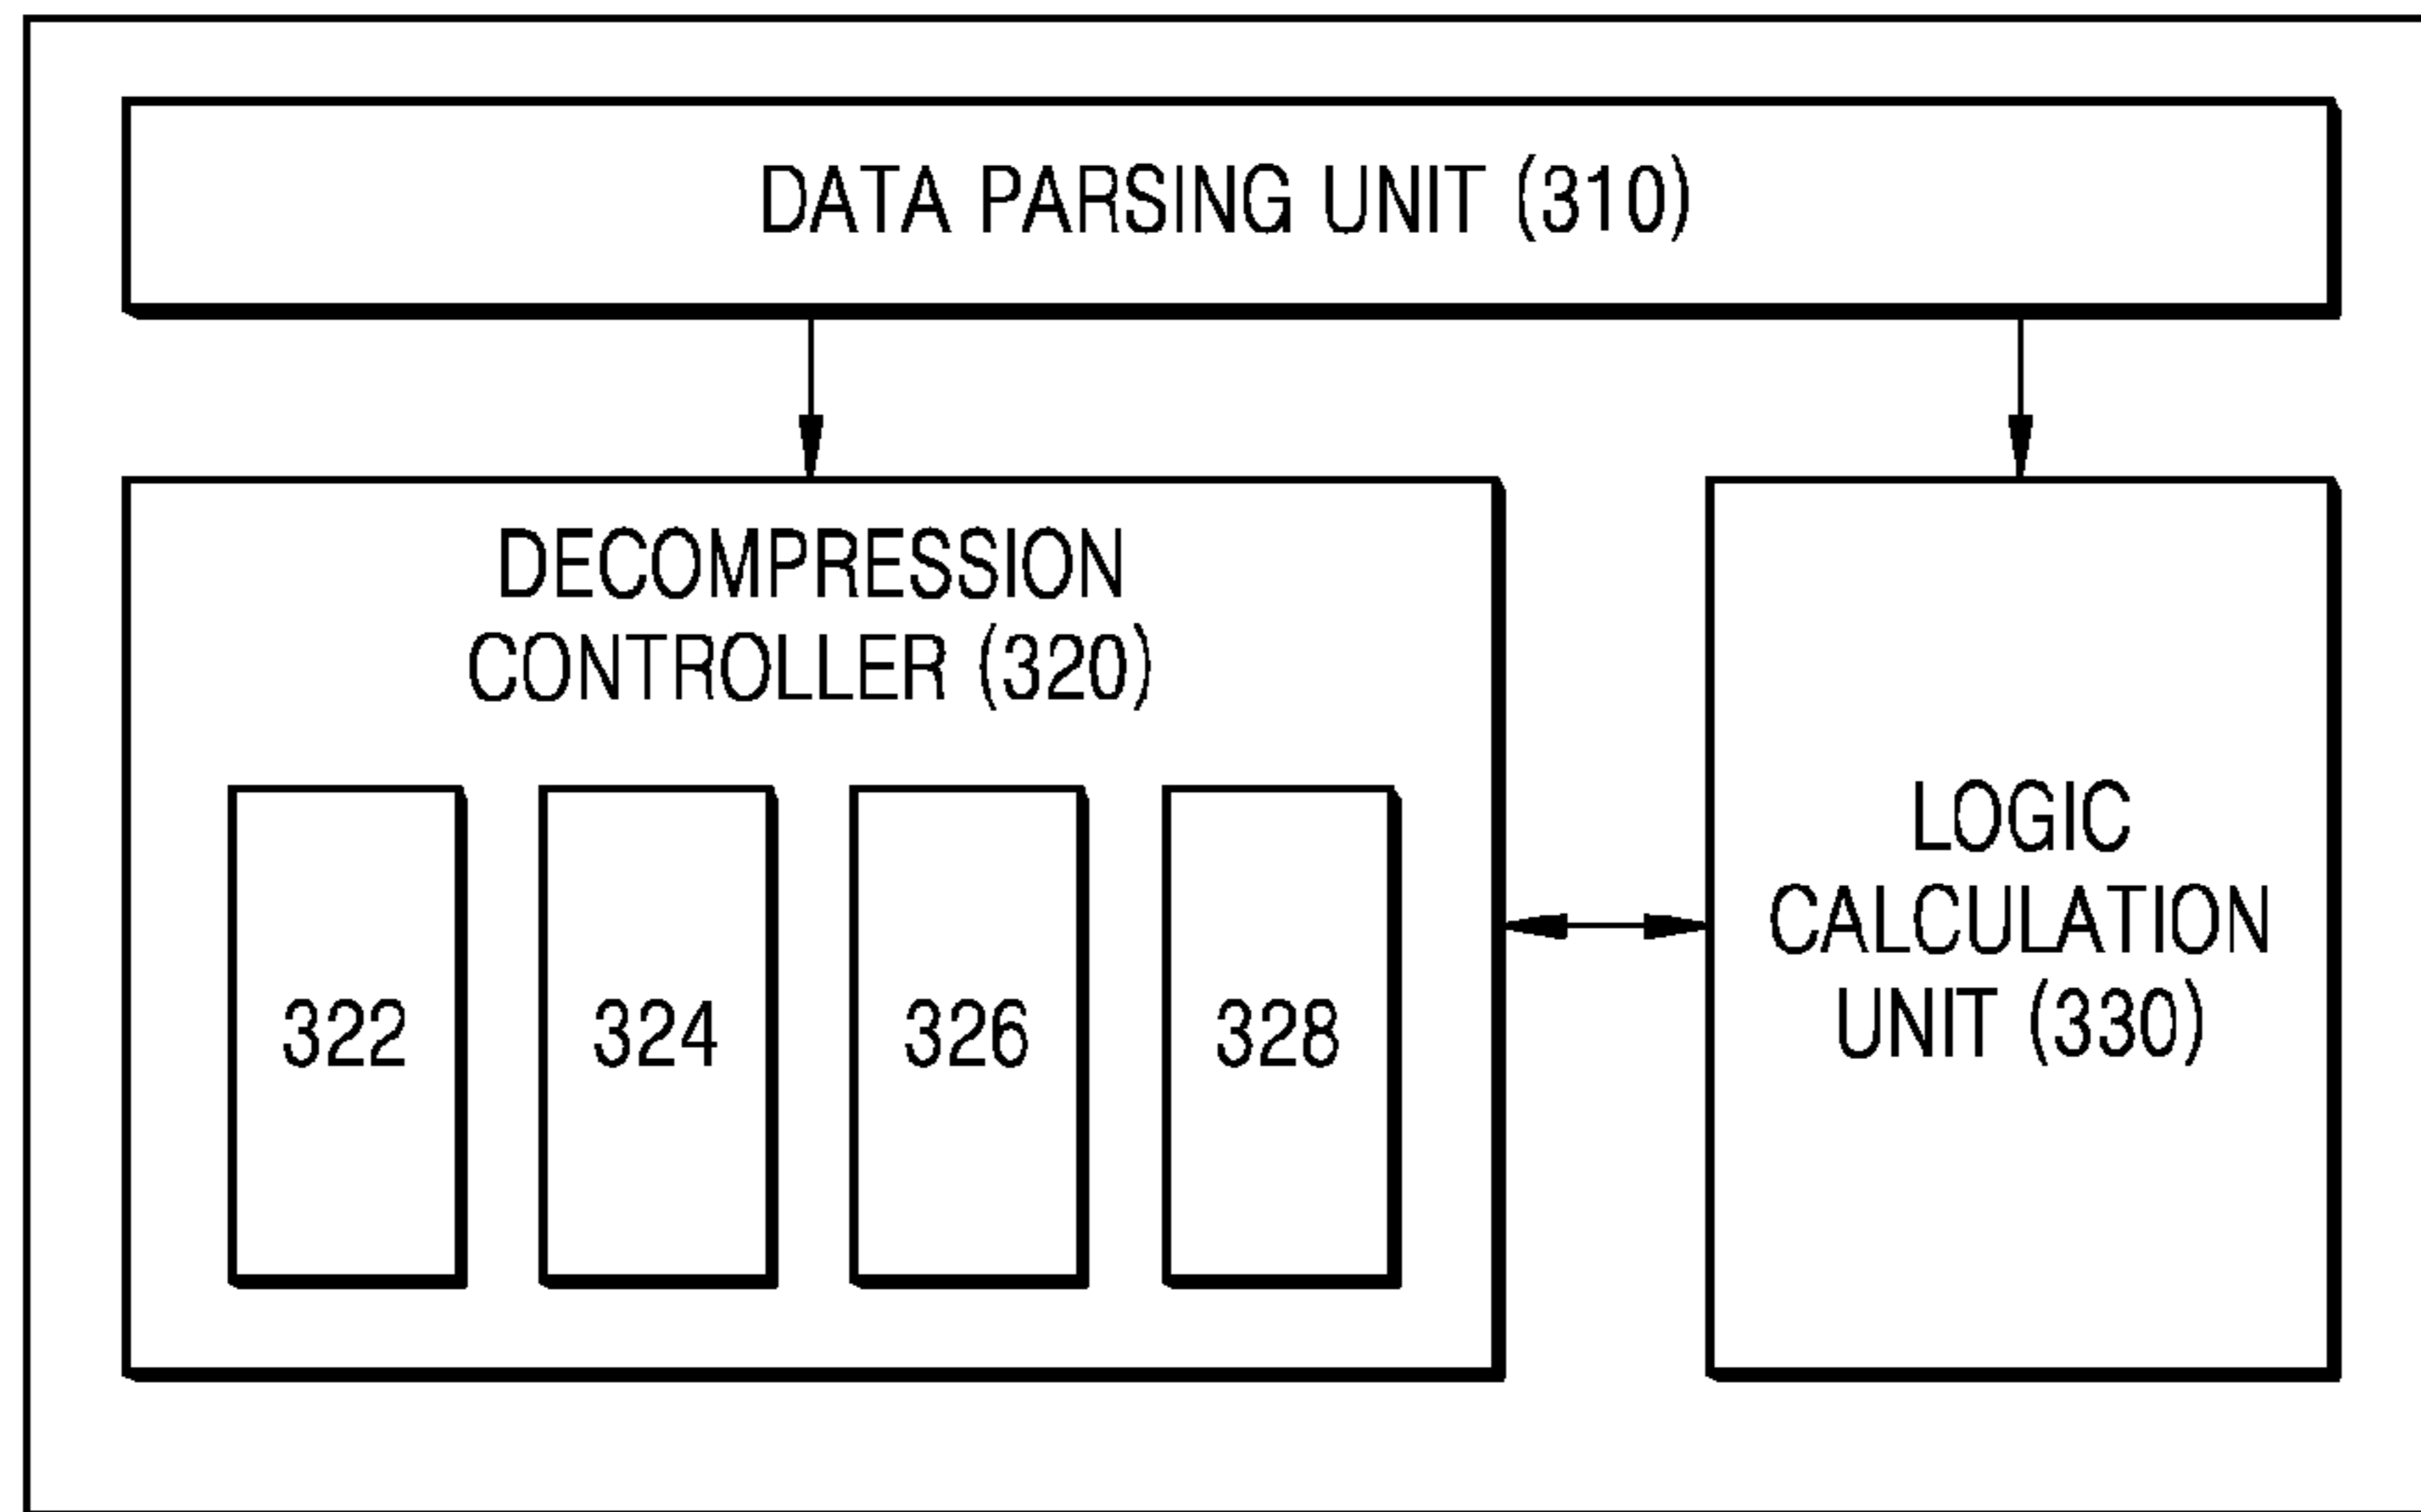 DATA PARSING UNIT (310)
DECOMPRESSION
CONTROLLER (320)
322
324
326
328
LOGIC
CALCULATION
UNIT (330)